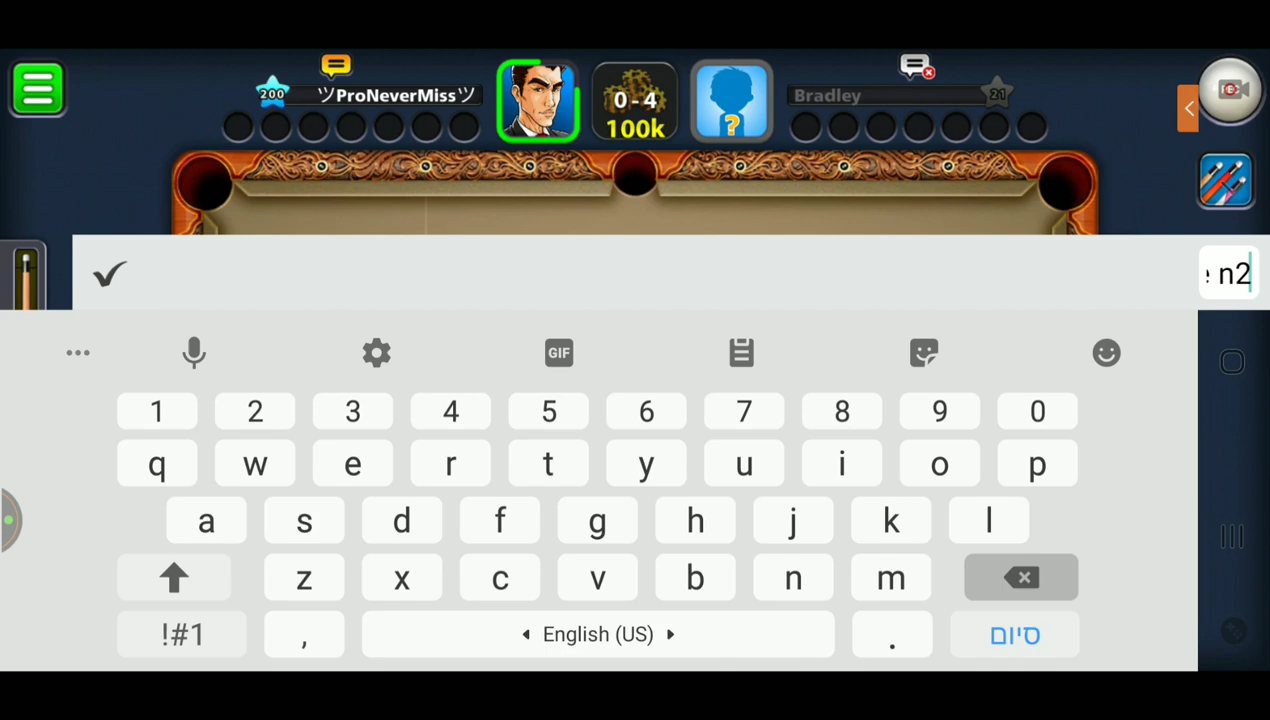 200 ツProNeverMissツ
0 - 4
100k
Bradley 21
?
n2
GIF
1 2 3 4 5 6 7 8 9 0
q w e r t y u i o p
a s d f g h j k l
z x c v b n m
!#1 , English (US) . סיום